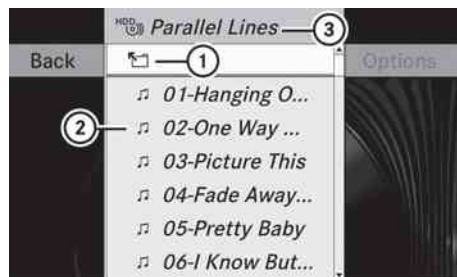 HDD Parallel Lines 3
Back 1 Options
01-Hanging O...
2 02-One Way ...
03-Picture This
04-Fade Away...
05-Pretty Baby
06-I Know But...